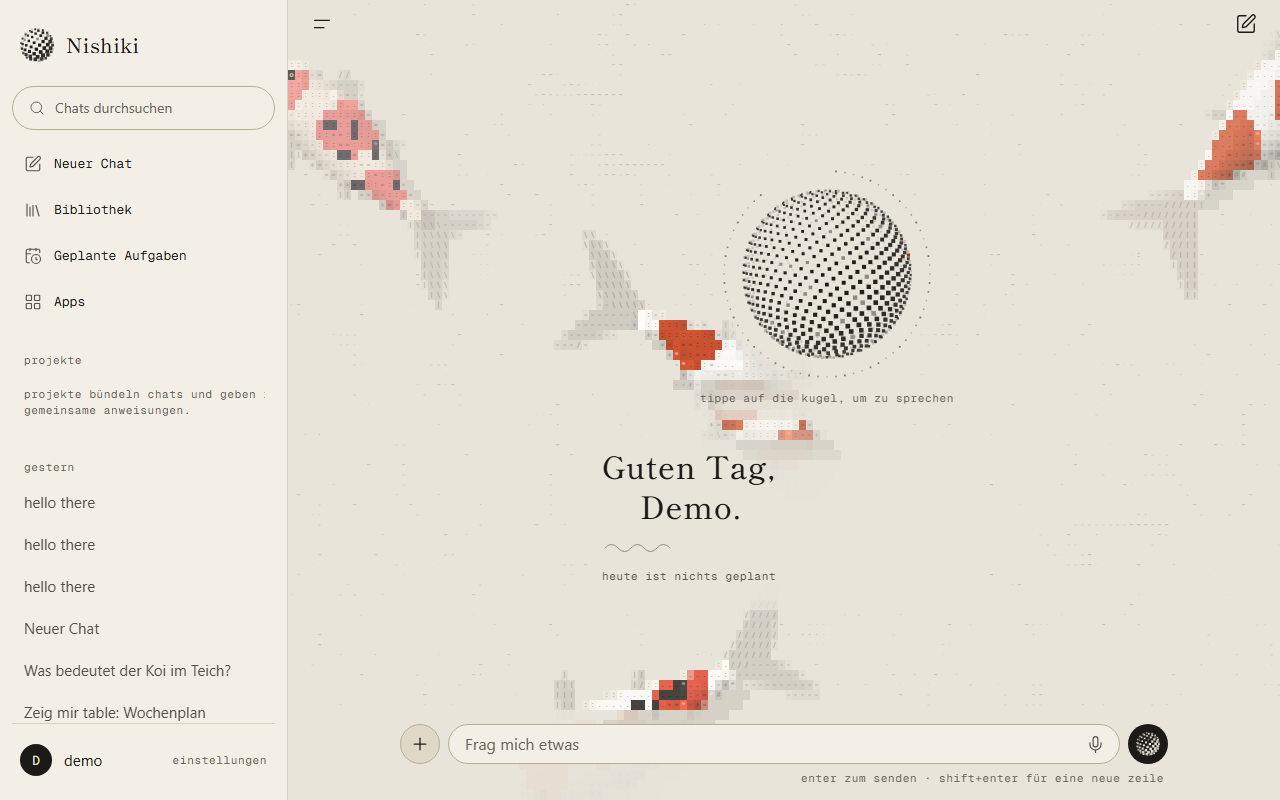 Nishiki
Chats durchsuchen
Neuer Chat
Bibliothek
Geplante Aufgaben
Apps
projekte
projekte bündeln chats und geben
gemeinsame anweisungen.
gestern
hello there
hello there
hello there
Neuer Chat
Was bedeutet der Koi im Teich?
Zeig mir table: Wochenplan
D
demo
einstellungen
tippe auf die kugel, um zu sprechen
Guten Tag,
Demo.
heute ist nichts geplant
Frag mich etwas
enter zum senden · shift+enter für eine neue zeile